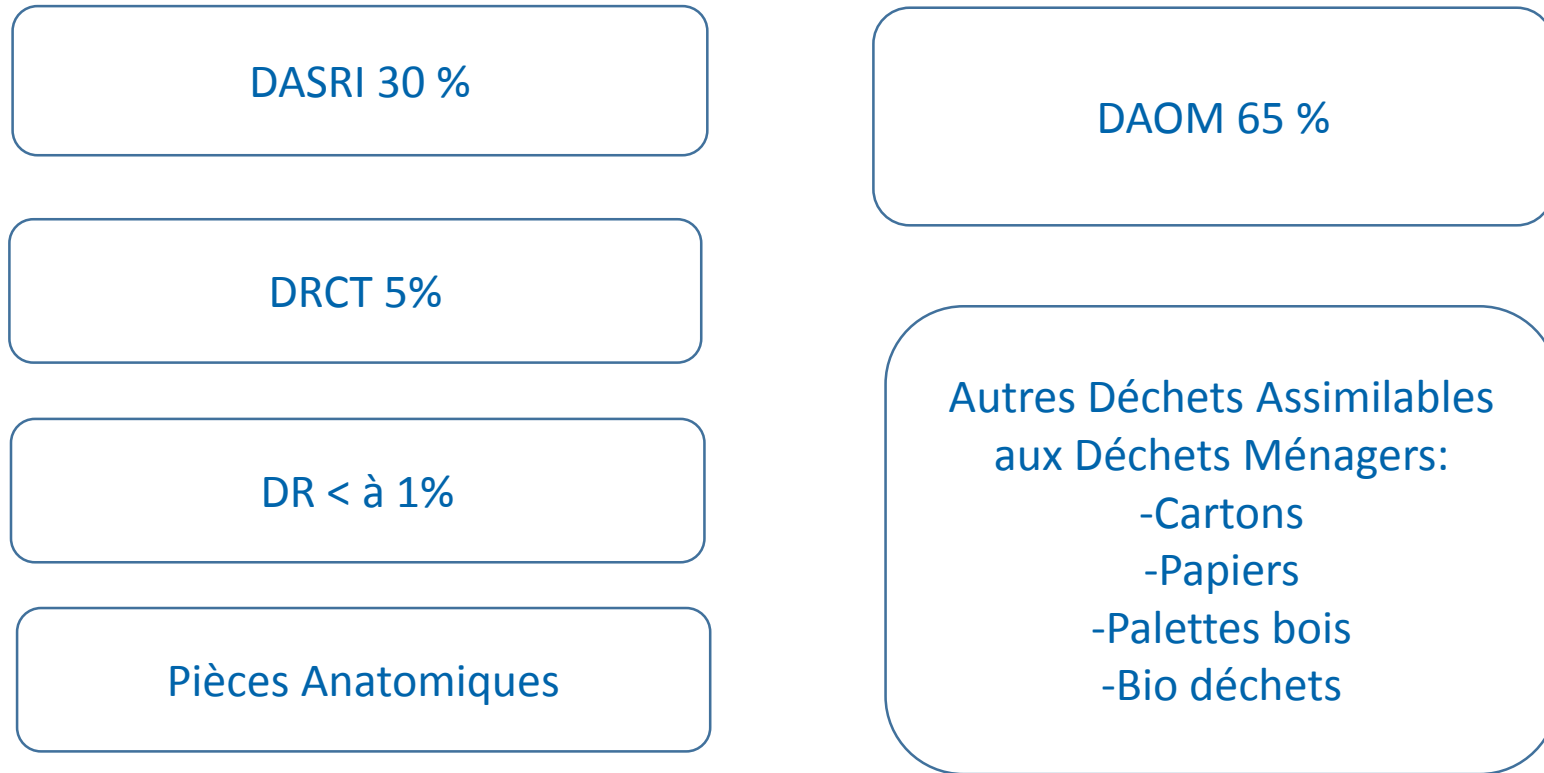 DASRI 30 %
DRCT 5%
DR < à 1%
Pièces Anatomiques
DAOM 65 %
Autres Déchets Assimilables
aux Déchets Ménagers:
-Cartons
-Papiers
-Palettes bois
-Bio déchets